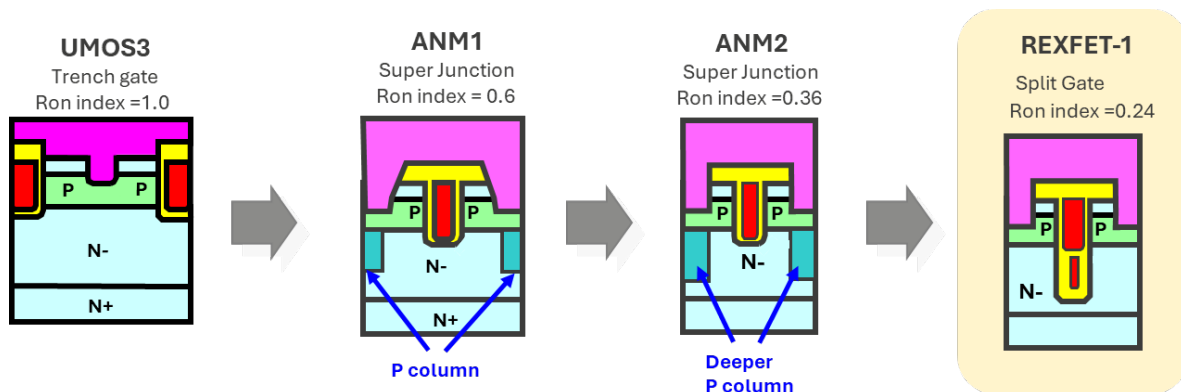 UMOS3
Trench gate
Ron index =1.0
P
P
N-
N+
ANM1
Super Junction
Ron index = 0.6
P
P
N-
N+
P column
ANM2
Super Junction
Ron index =0.36
P
P
N-
Deeper
P column
REXFET-1
Split Gate
Ron index =0.24
P
P
N-